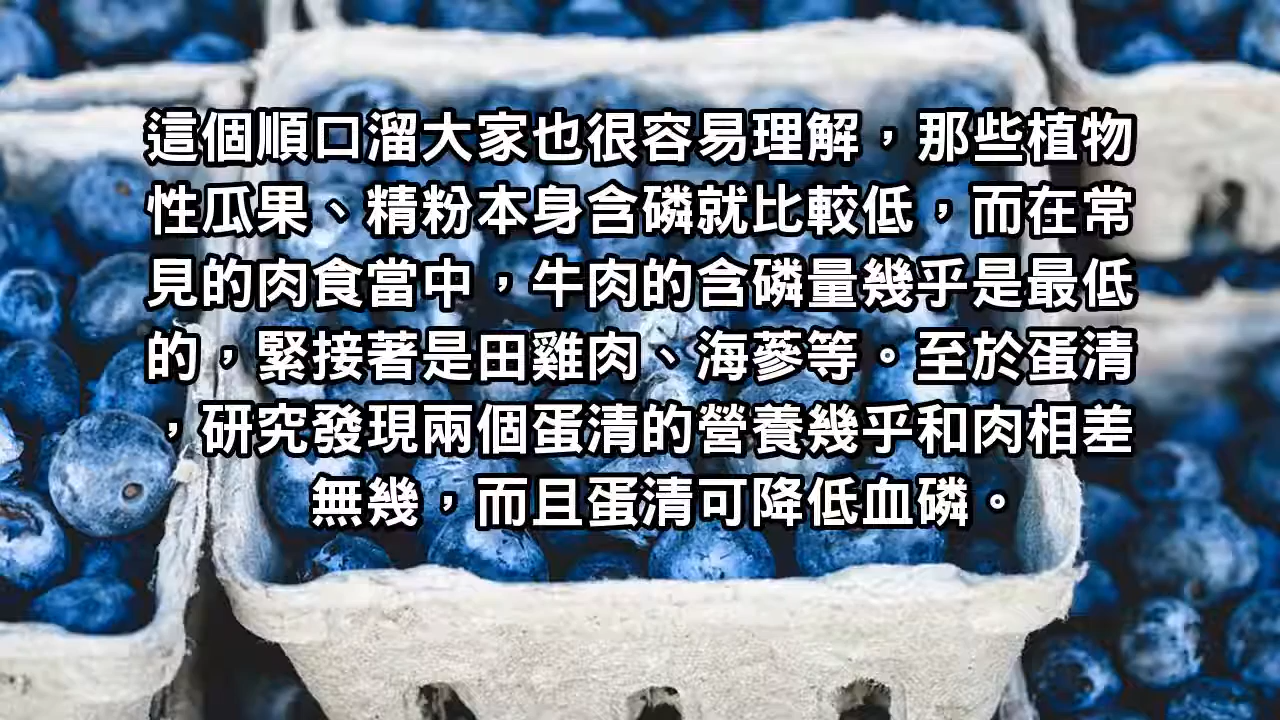 這個順口溜大家也很容易理解，那些植物
性瓜果、精粉本身含磷就比較低，而在常
見的肉食當中，牛肉的含磷量幾乎是最低
的，緊接著是田雞肉、海蔘等。至於蛋清
，研究發現兩個蛋清的營養幾乎和肉相差
無幾，而且蛋清可降低血磷。